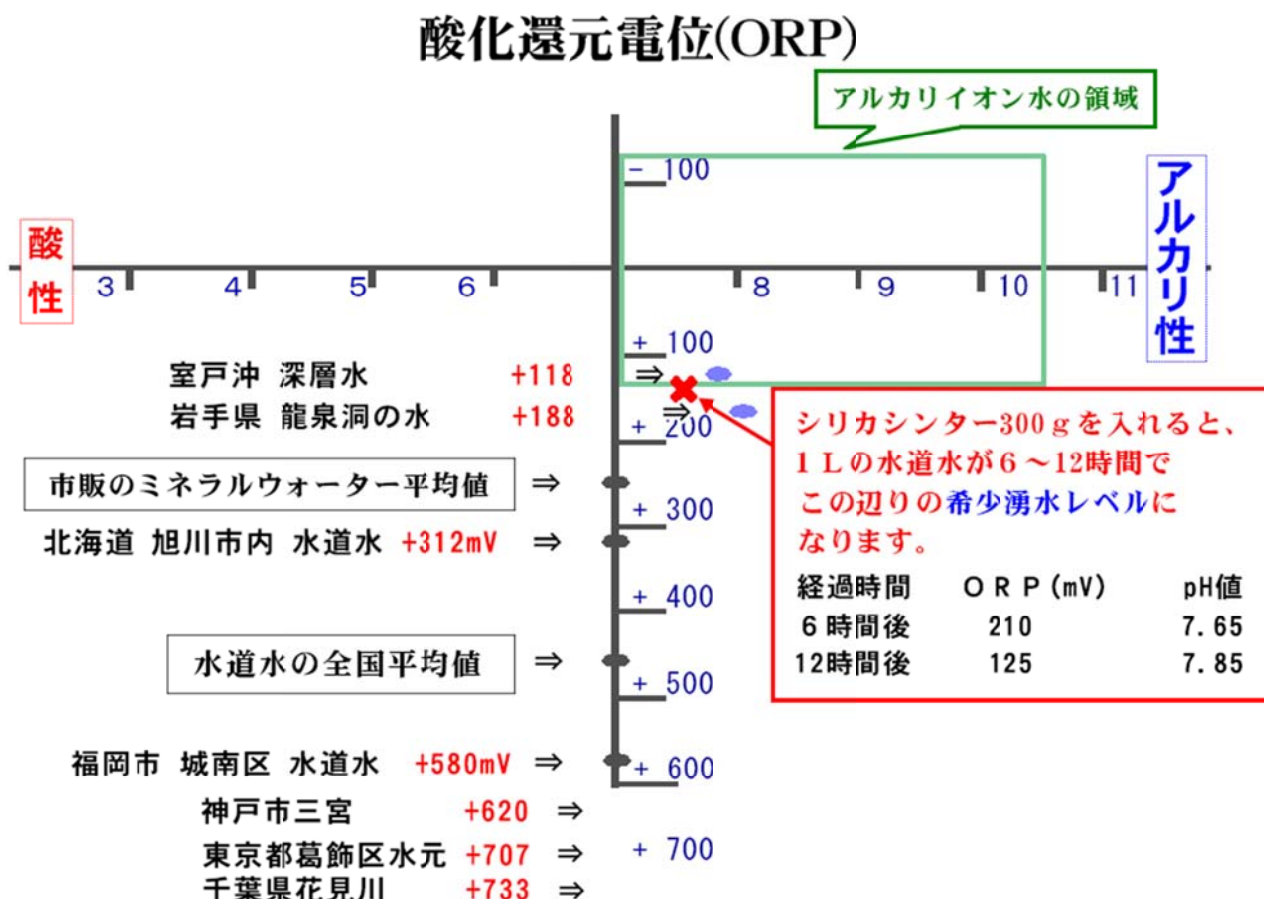 酸化還元電位(ORP)
アルカリイオン水の領域
- 100
アルカリ性
酸性
3 4 5 6 8 9 10 11
+ 100
室戸沖 深層水 +118 ⇒
岩手県 龍泉洞の水 +188 ⇒
+ 200
市販のミネラルウォーター平均値 ⇒
+ 300
北海道 旭川市内 水道水 +312mV ⇒
+ 400
水道水の全国平均値 ⇒
+ 500
福岡市 城南区 水道水 +580mV ⇒
+ 600
神戸市三宮 +620 ⇒
東京都葛飾区水元 +707 ⇒
+ 700
千葉県花見川 +733 ⇒
シリカシンター300ｇを入れると、
１Ｌの水道水が６～12時間で
この辺りの希少湧水レベルに
なります。
経過時間 ＯＲＰ(mV) pH値
６時間後 210 7.65
12時間後 125 7.85